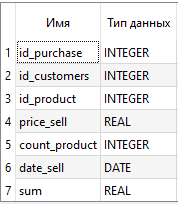 Имя Тип данных
1 id_purchase INTEGER
2 id_customers INTEGER
3 id_product INTEGER
4 price_sell REAL
5 count_product INTEGER
6 date_sell DATE
7 sum REAL